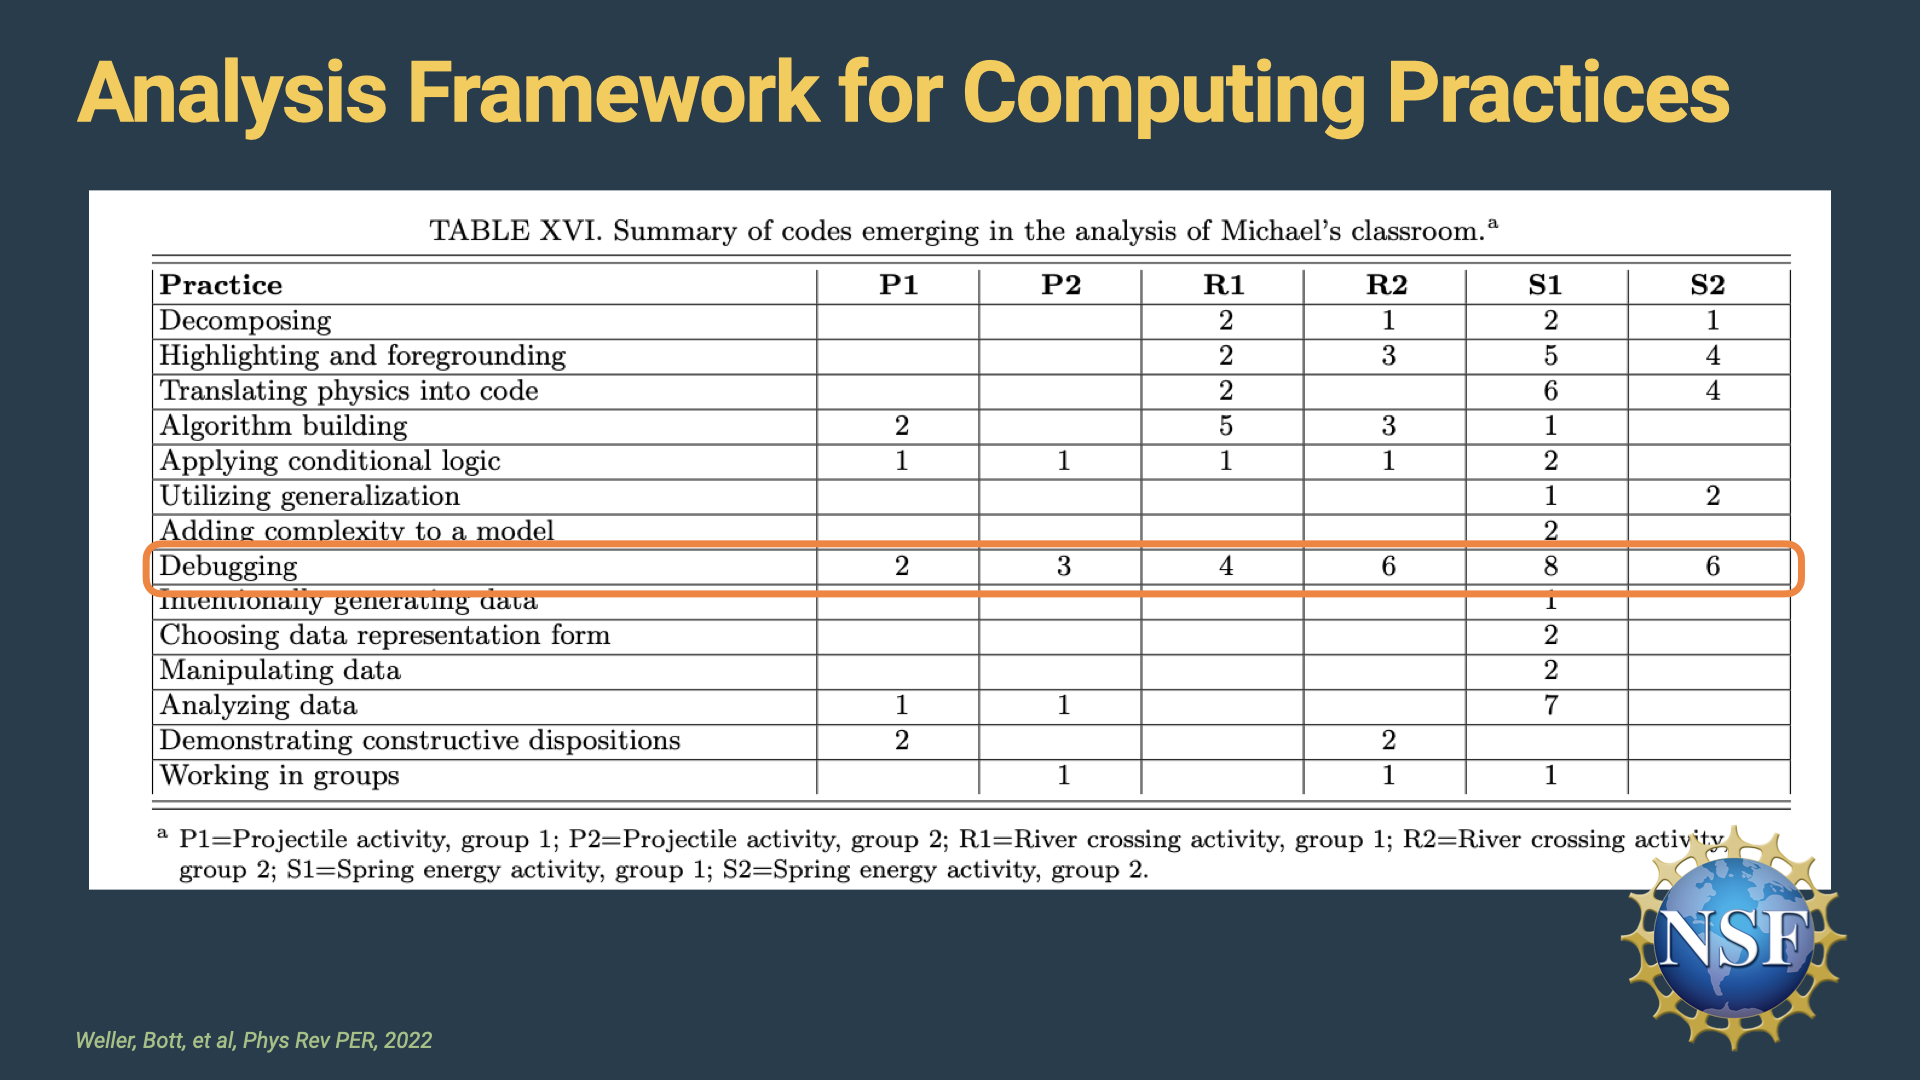 Analysis Framework for Computing Practices
TABLE XVI. Summary of codes emerging in the analysis of Michael's classroom.ᵃ
Practice P1 P2 R1 R2 S1 S2
Decomposing 2 1 2 1
Highlighting and foregrounding 2 3 5 4
Translating physics into code 2 6 4
Algorithm building 2 5 3 1
Applying conditional logic 1 1 1 1 2
Utilizing generalization 1 2
Adding complexity to a model 2
Debugging 2 3 4 6 8 6
Intentionally generating data 1
Choosing data representation form 2
Manipulating data 2
Analyzing data 1 1 7
Demonstrating constructive dispositions 2 2
Working in groups 1 1 1
ᵃ P1=Projectile activity, group 1; P2=Projectile activity, group 2; R1=River crossing activity, group 1; R2=River crossing activity,
group 2; S1=Spring energy activity, group 1; S2=Spring energy activity, group 2.
NSF
Weller, Bott, et al, Phys Rev PER, 2022